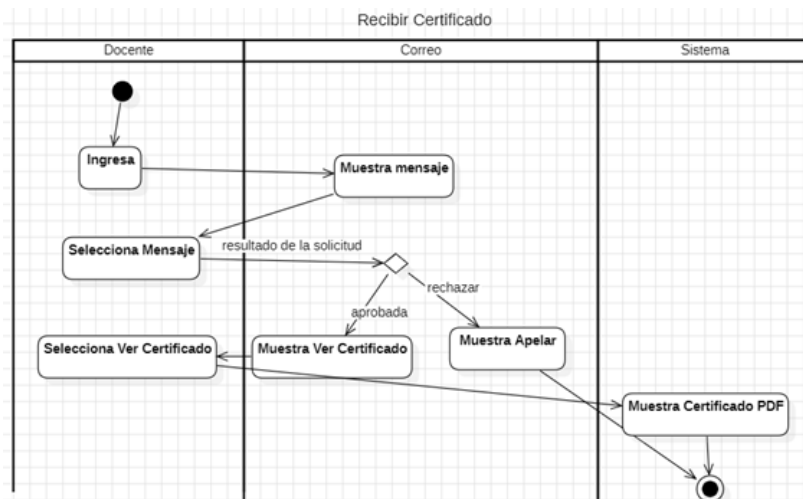 Recibir Certificado
Docente
Correo
Sistema
Ingresa
Muestra mensaje
Selecciona Mensaje
resultado de la solicitud
rechazar
aprobada
Selecciona Ver Certificado
Muestra Ver Certificado
Muestra Apelar
Muestra Certificado PDF